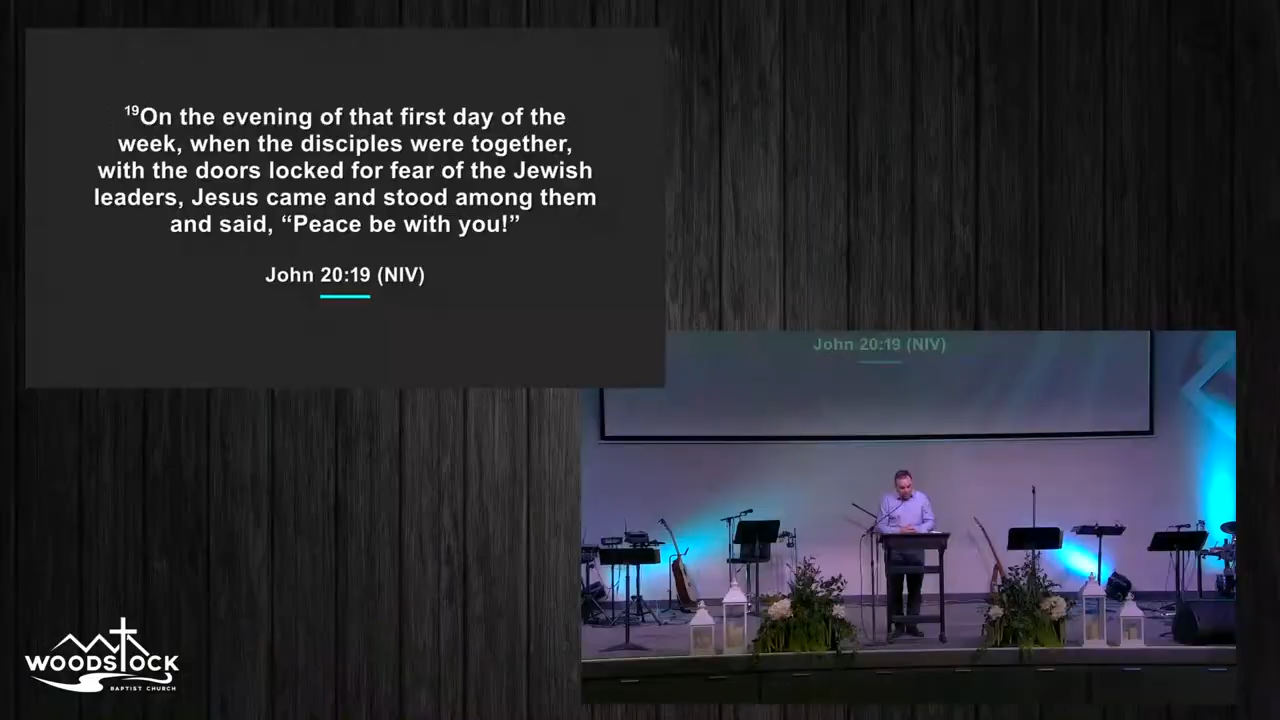 ¹⁹On the evening of that first day of the
week, when the disciples were together,
with the doors locked for fear of the Jewish
leaders, Jesus came and stood among them
and said, “Peace be with you!”
John 20:19 (NIV)
John 20:19 (NIV)
WOODSTOCK
BAPTIST CHURCH